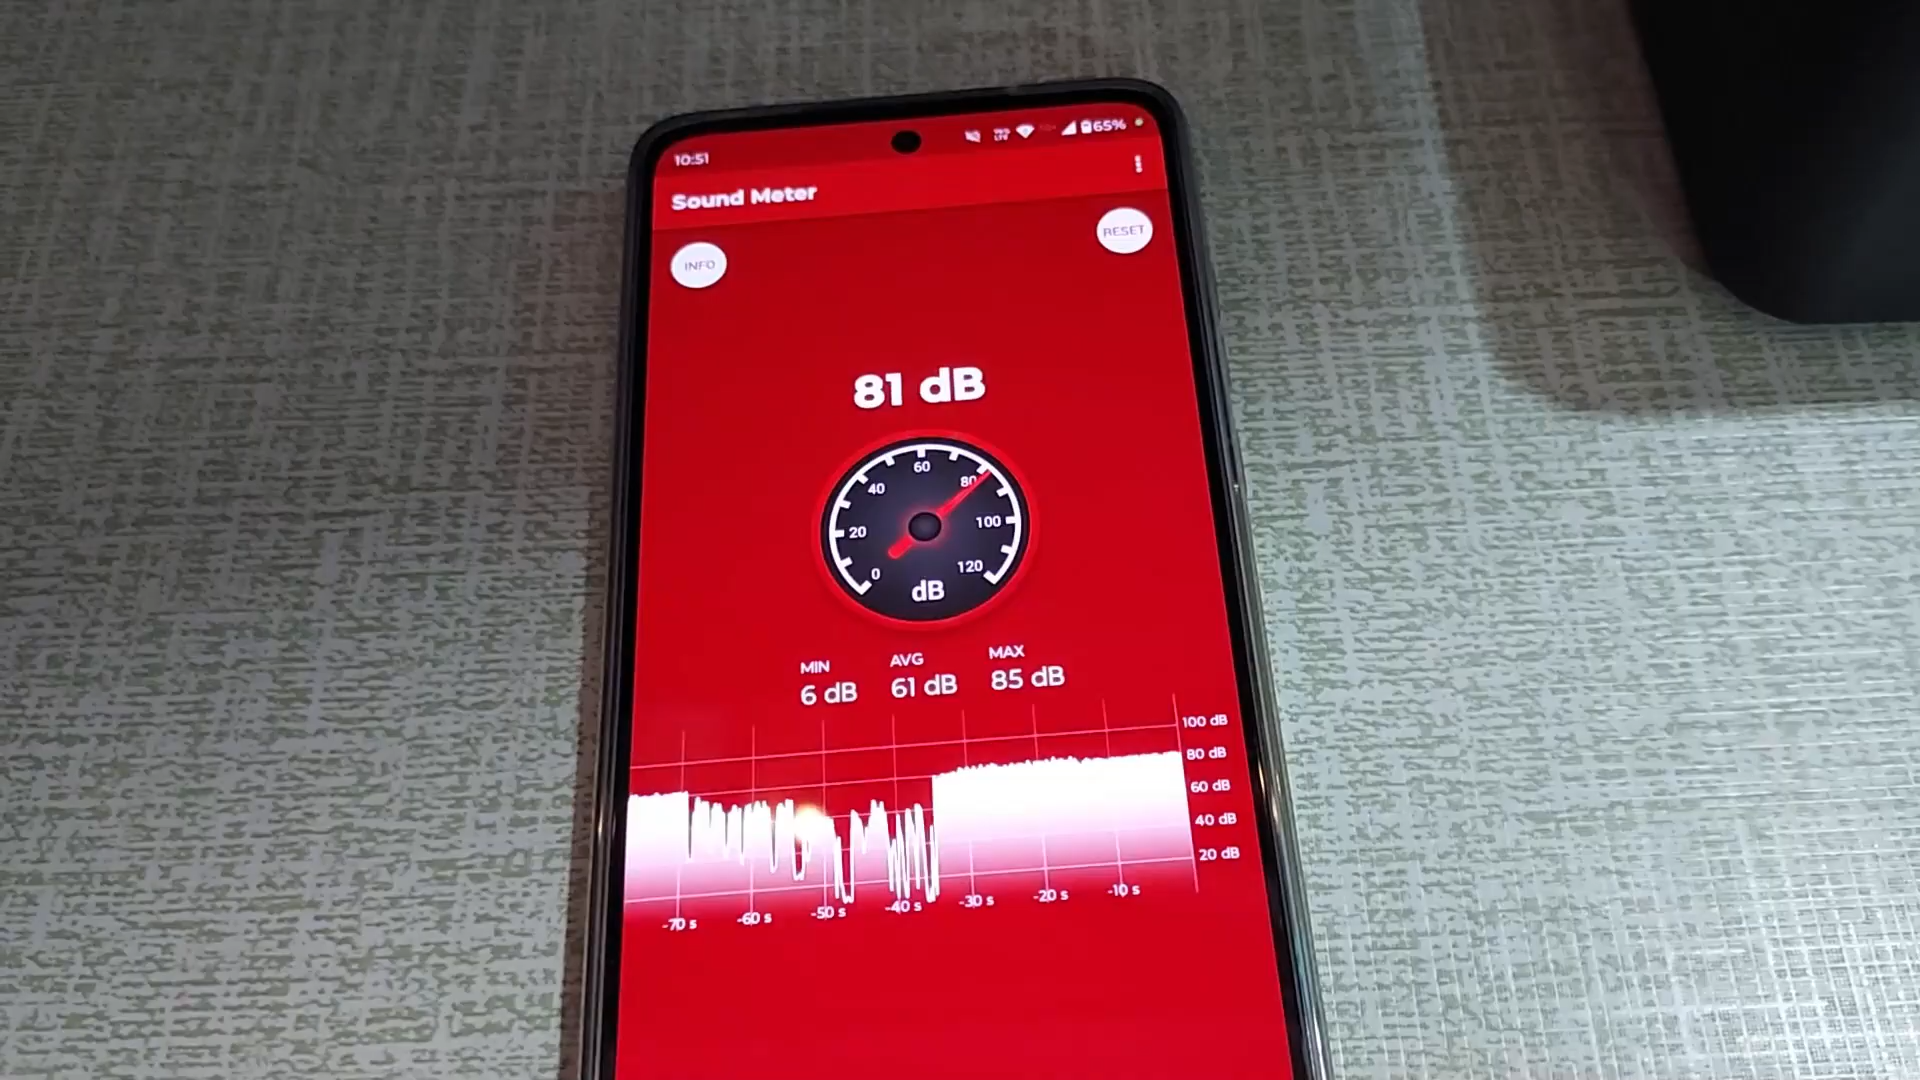 10:51
65%
Sound Meter
INFO
RESET
81 dB
0 20 40 60 80 100 120
dB
MIN AVG MAX
6 dB 61 dB 85 dB
100 dB
80 dB
60 dB
40 dB
20 dB
-70 s -60 s -50 s -40 s -30 s -20 s -10 s